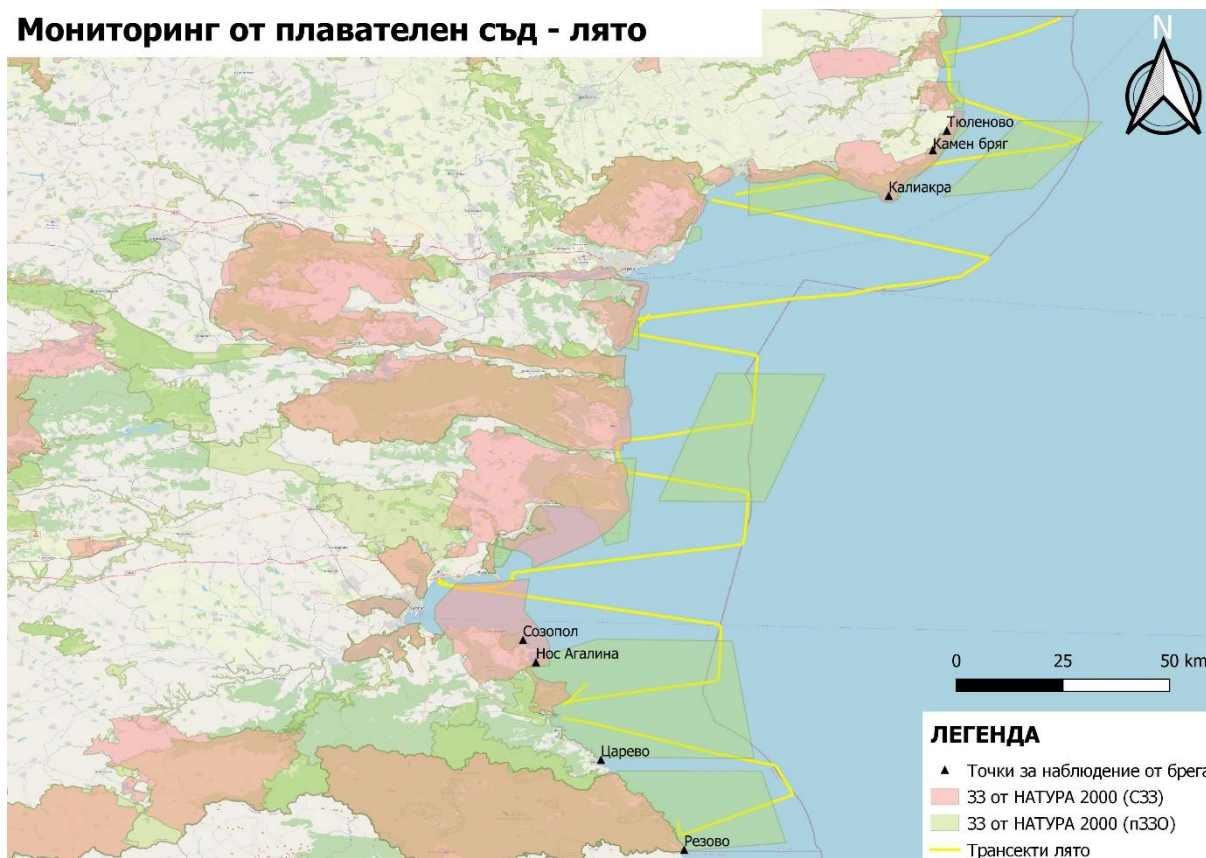 Мониторинг от плавателен съд - лято
N
Тюленово
Камен бряг
Калиакра
Созопол
Нос Агалина
Царево
Резово
0 25 50 km
ЛЕГЕНДА
Точки за наблюдение от брега
ЗЗ от НАТУРА 2000 (СЗЗ)
ЗЗ от НАТУРА 2000 (пЗЗО)
Трансекти лято